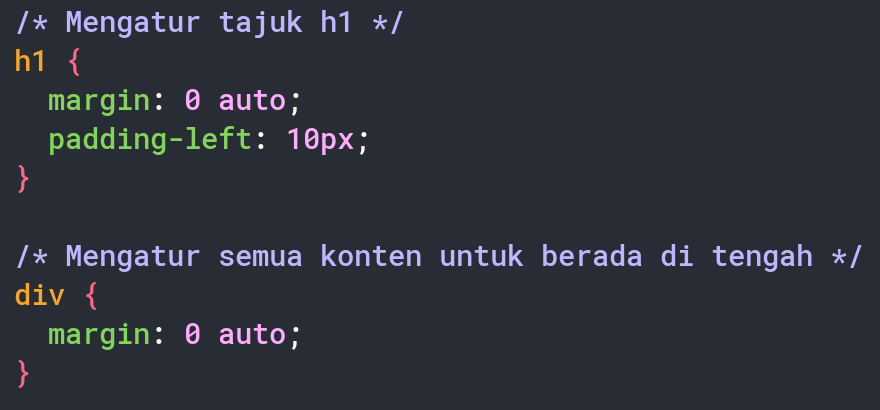 /* Mengatur tajuk h1 */
h1 {
  margin: 0 auto;
  padding-left: 10px;
}
/* Mengatur semua konten untuk berada di tengah */
div {
  margin: 0 auto;
}